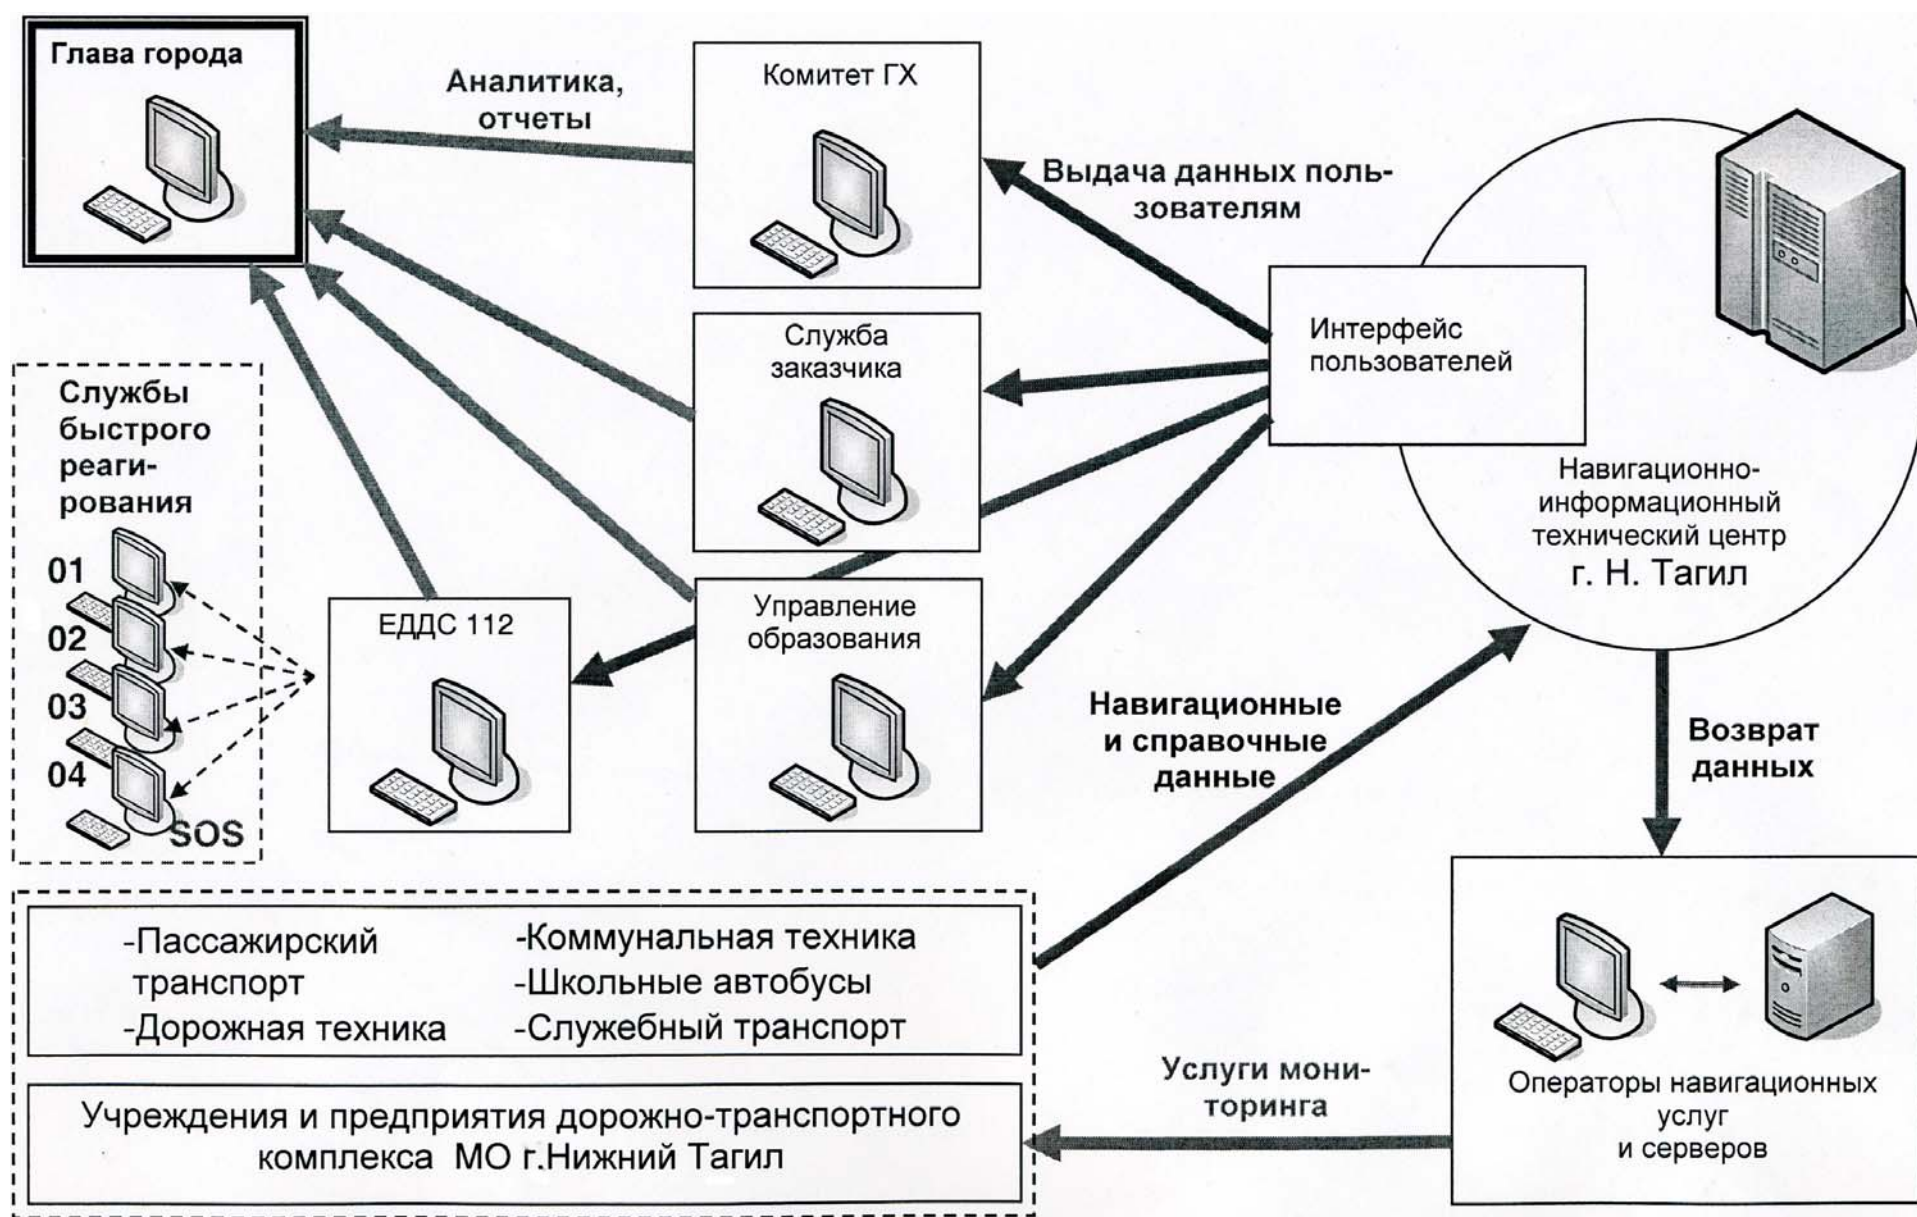 Глава города
Аналитика,
отчеты
Комитет ГХ
Выдача данных поль-
зователям
Интерфейс
пользователей
Навигационно-
информационный
технический центр
г. Н. Тагил
Служба
заказчика
Службы
быстрого
реаги-
рования
01
02
03
04
SOS
ЕДДС 112
Управление
образования
Навигационные
и справочные
данные
Возврат
данных
-Пассажирский
транспорт
-Дорожная техника
-Коммунальная техника
-Школьные автобусы
-Служебный транспорт
Учреждения и предприятия дорожно-транспортного
комплекса МО г.Нижний Тагил
Услуги мони-
торинга
Операторы навигационных
услуг
и серверов